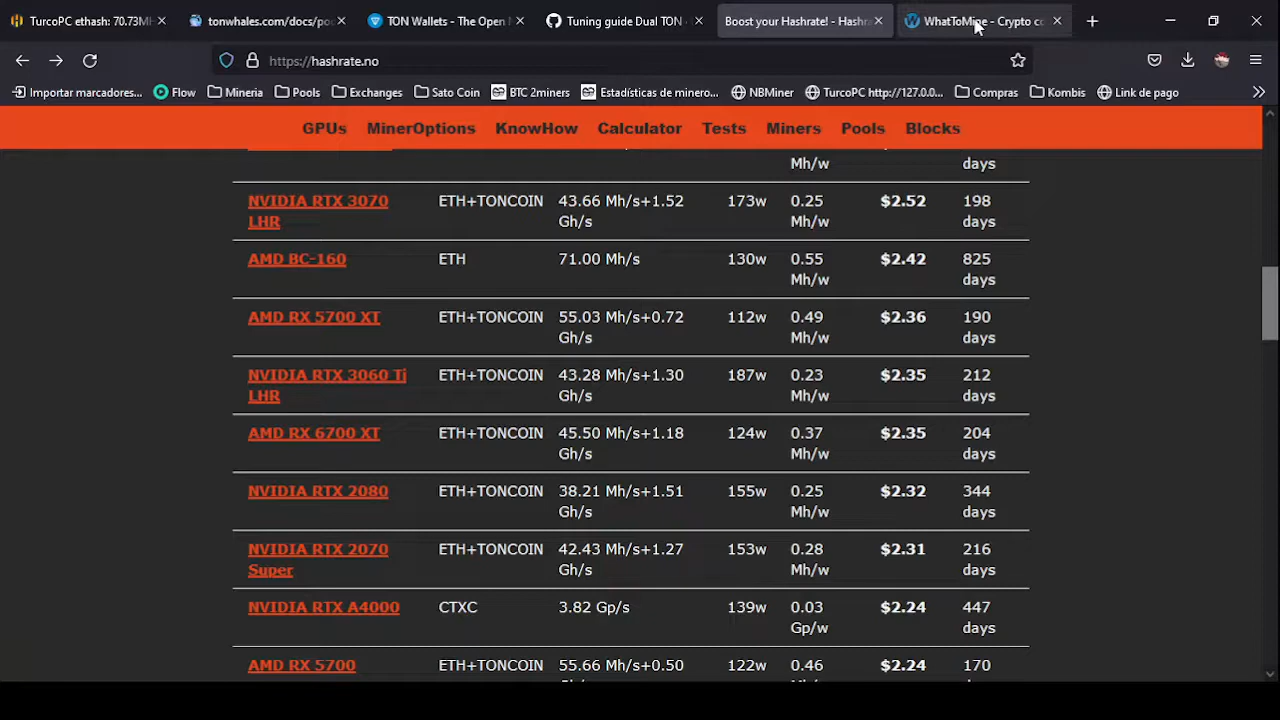 TurcoPC ethash: 70.73MH
tonwhales.com/docs/poo
TON Wallets - The Open N
Tuning guide Dual TON
Boost your Hashrate! - Hashra
WhatToMine - Crypto co
https://hashrate.no
Importar marcadores...
Flow
Mineria
Pools
Exchanges
Sato Coin
BTC 2miners
Estadísticas de minero...
NBMiner
TurcoPC http://127.0.0...
Compras
Kombis
Link de pago
GPUs MinerOptions KnowHow Calculator Tests Miners Pools Blocks
Mh/w days
NVIDIA RTX 3070 ETH+TONCOIN 43.66 Mh/s+1.52 173w 0.25 $2.52 198
LHR Gh/s Mh/w days
AMD BC-160 ETH 71.00 Mh/s 130w 0.55 $2.42 825
Mh/w days
AMD RX 5700 XT ETH+TONCOIN 55.03 Mh/s+0.72 112w 0.49 $2.36 190
Gh/s Mh/w days
NVIDIA RTX 3060 Ti ETH+TONCOIN 43.28 Mh/s+1.30 187w 0.23 $2.35 212
LHR Gh/s Mh/w days
AMD RX 6700 XT ETH+TONCOIN 45.50 Mh/s+1.18 124w 0.37 $2.35 204
Gh/s Mh/w days
NVIDIA RTX 2080 ETH+TONCOIN 38.21 Mh/s+1.51 155w 0.25 $2.32 344
Gh/s Mh/w days
NVIDIA RTX 2070 ETH+TONCOIN 42.43 Mh/s+1.27 153w 0.28 $2.31 216
Super Gh/s Mh/w days
NVIDIA RTX A4000 CTXC 3.82 Gp/s 139w 0.03 $2.24 447
Gp/w days
AMD RX 5700 ETH+TONCOIN 55.66 Mh/s+0.50 122w 0.46 $2.24 170